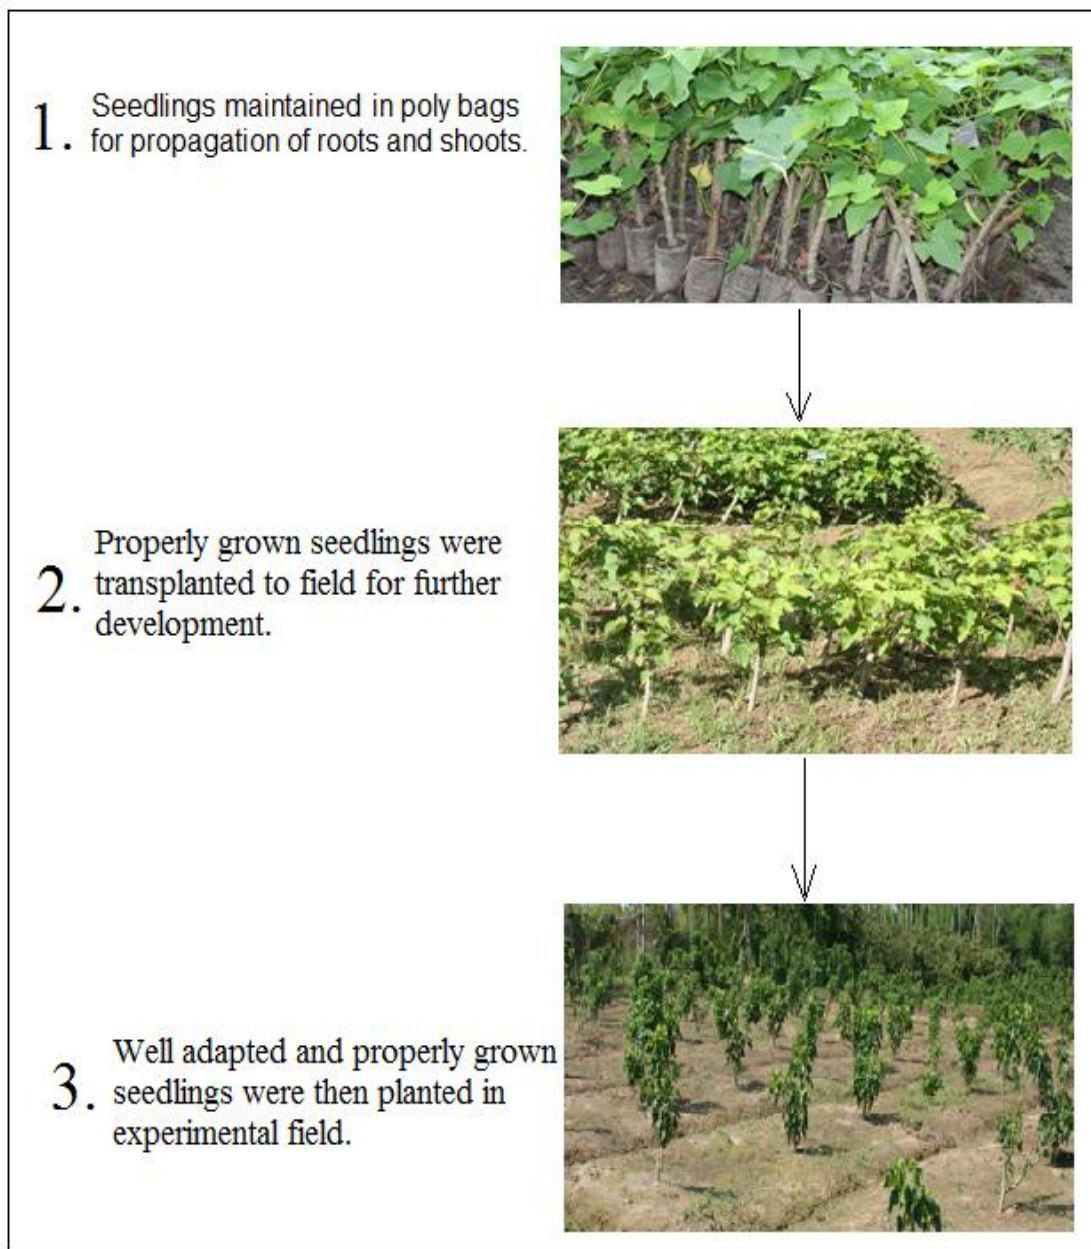 1. Seedlings maintained in poly bags
for propagation of roots and shoots.
2. Properly grown seedlings were
transplanted to field for further
development.
3. Well adapted and properly grown
seedlings were then planted in
experimental field.